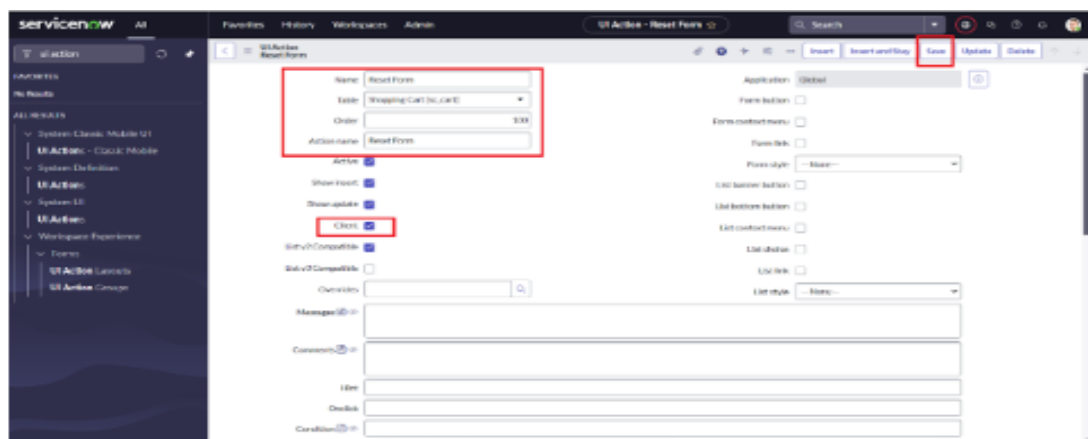 servicenow All Favorites History Workspaces Admin UI Action - Reset Form Search
ui action
UI Action
Reset Form
Insert Insert and Stay Save Update Delete
FAVORITES
No Results
ALL RESULTS
System Classic Mobile UI
UI Actions - Classic Mobile
System Definition
UI Actions
System UI
UI Actions
Workspace Experience
Forms
UI Action Layouts
UI Action Groups
Name Reset Form
Table Shopping Cart [sc_cart]
Order 100
Action name Reset Form
Active
Show insert
Show update
Client
List v2 Compatible
List v3 Compatible
Overrides
Messages
Comments
Hint
Onclick
Condition
Application Global
Form button
Form context menu
Form link
Form style -- None --
List banner button
List bottom button
List context menu
List choice
List link
List style -- None --